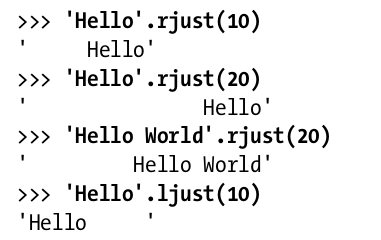 >>> 'Hello'.rjust(10)
'     Hello'
>>> 'Hello'.rjust(20)
'               Hello'
>>> 'Hello World'.rjust(20)
'         Hello World'
>>> 'Hello'.ljust(10)
'Hello     '